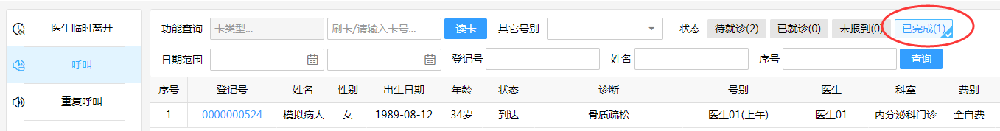 医生临时离开
呼叫
重复呼叫
功能查询 卡类型... 刷卡/请输入卡号... 读卡 其它号别 状态 待就诊(2) 已就诊(0) 未报到(0) 已完成(1)
日期范围 登记号 姓名 序号 查询
序号 登记号 姓名 性别 出生日期 年龄 状态 诊断 号别 医生 科室 费别
1 0000000524 模拟病人 女 1989-08-12 34岁 到达 骨质疏松 医生01(上午) 医生01 内分泌科门诊 全自费